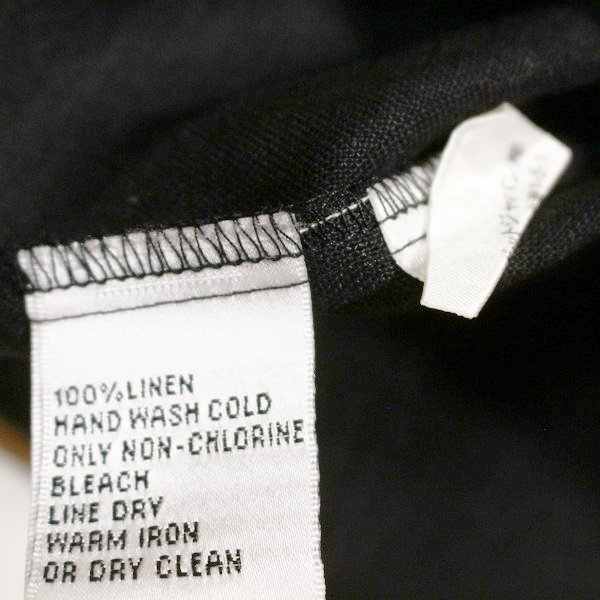 100%LINEN
HAND WASH COLD
ONLY NON-CHLORINE
BLEACH
LINE DRY
WARM IRON
OR DRY CLEAN